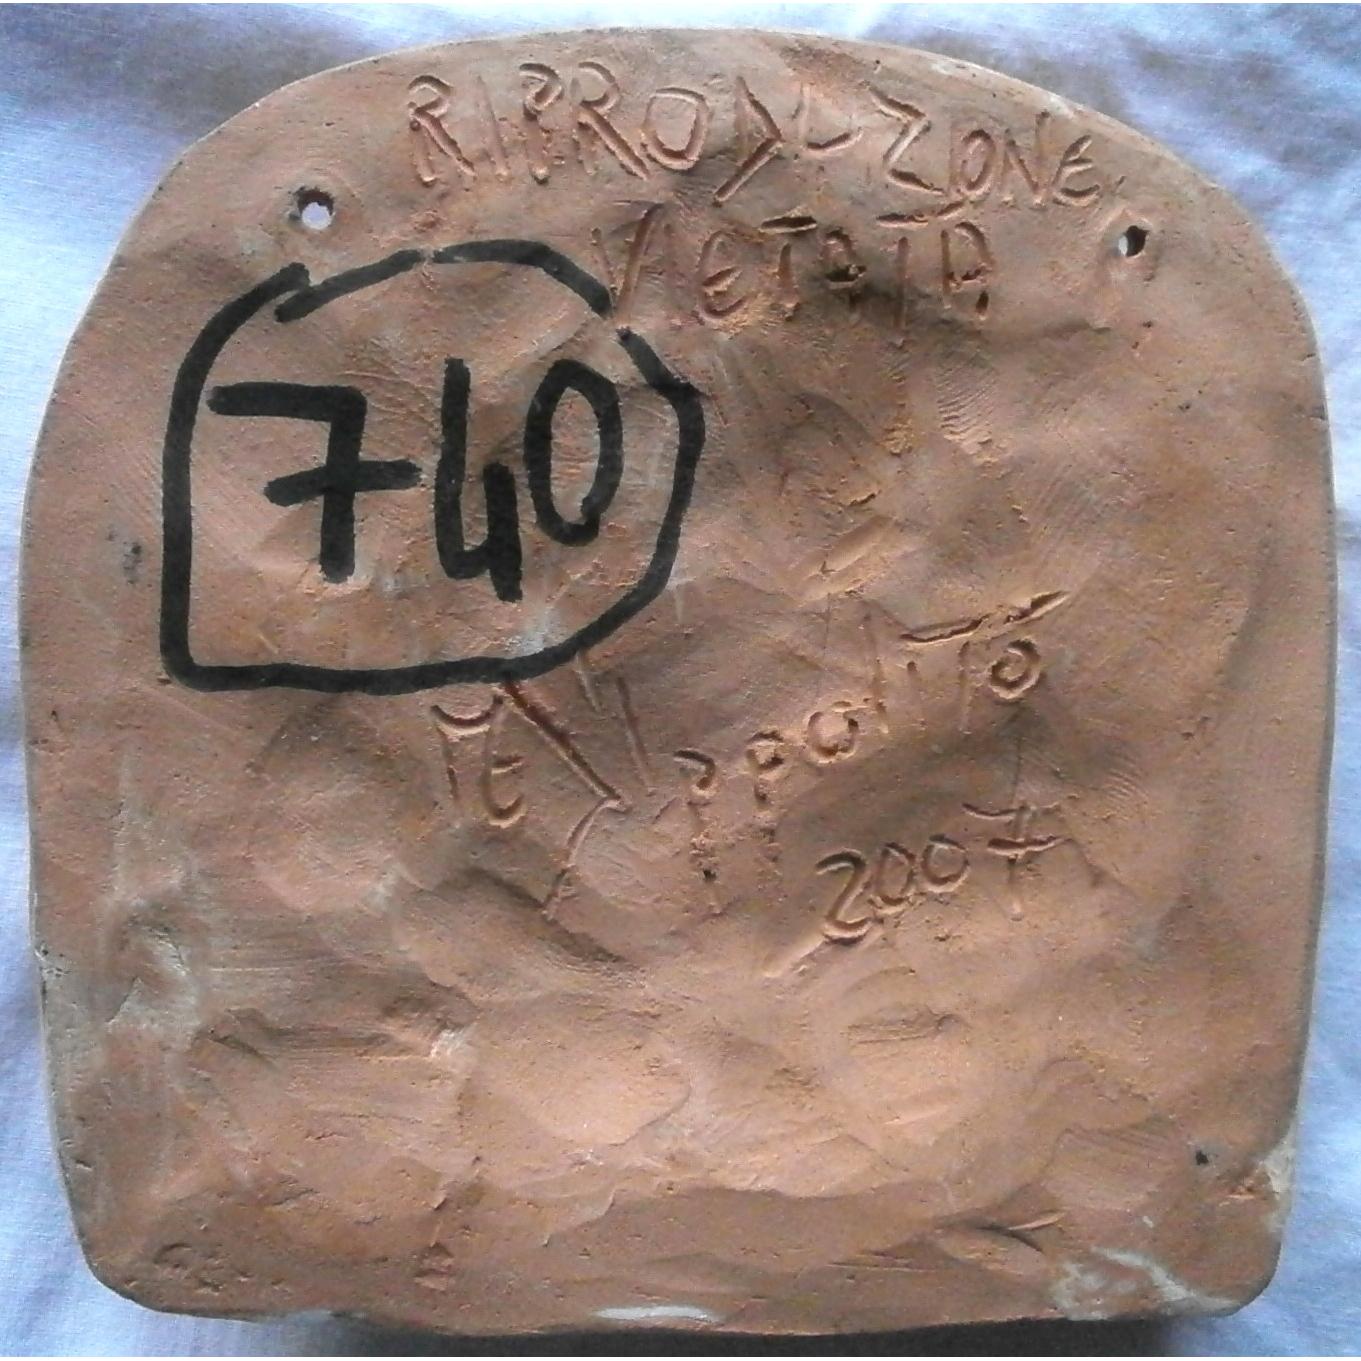 RIPRODUZIONE
VIETATA
740
IPPOLITO
2007